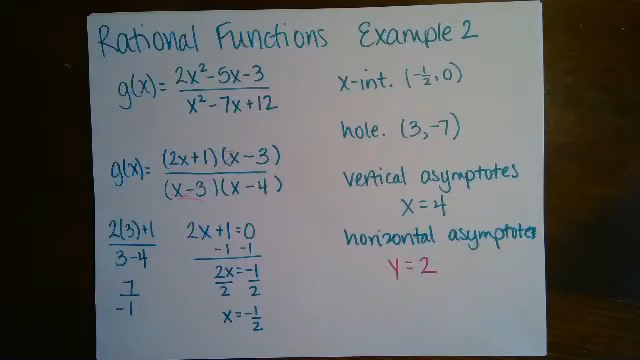 Rational Functions Example 2
g(x) = 2x² - 5x - 3 / x² - 7x + 12
g(x) = (2x+1)(x-3) / (x-3)(x-4)
2(3)+1 / 3-4
7 / -1
2x+1=0
-1 -1
2x/2 = -1/2
x = -1/2
x-int. (-1/2, 0)
hole. (3, -7)
vertical asymptotes
x=4
horizontal asymptotes
y=2